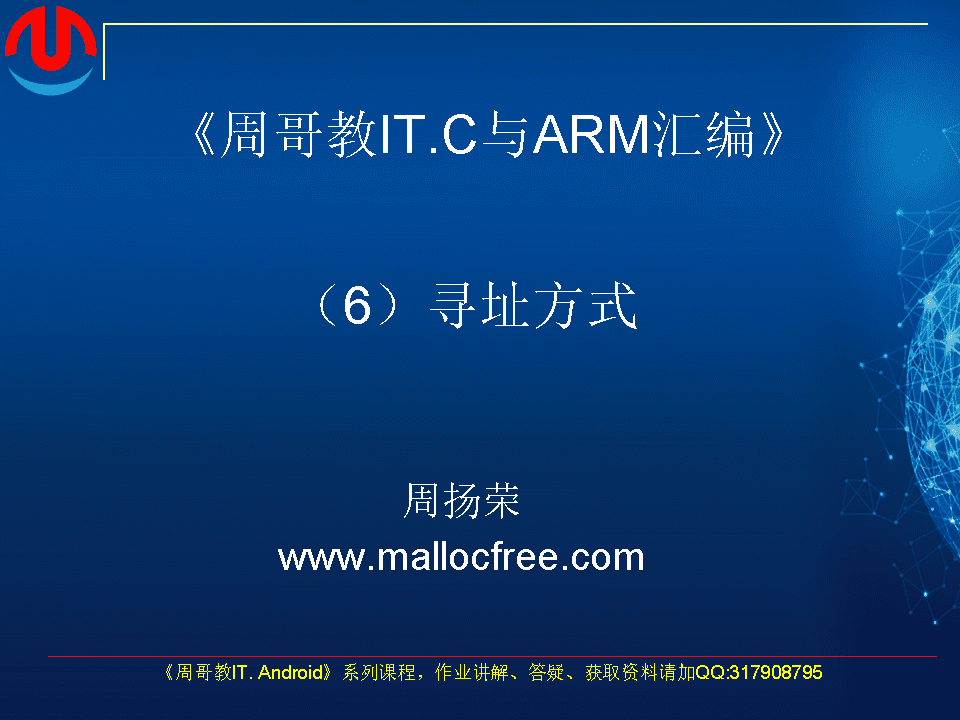 《周哥教IT.C与ARM汇编》
（6）寻址方式
周扬荣
www.mallocfree.com
《周哥教IT. Android》系列课程，作业讲解、答疑、获取资料请加QQ:317908795